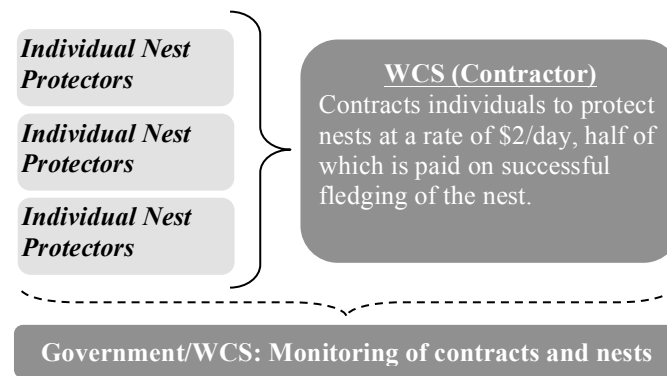 Individual Nest
Protectors
Individual Nest
Protectors
Individual Nest
Protectors
WCS (Contractor)
Contracts individuals to protect
nests at a rate of $2/day, half of
which is paid on successful
fledging of the nest.
Government/WCS: Monitoring of contracts and nests